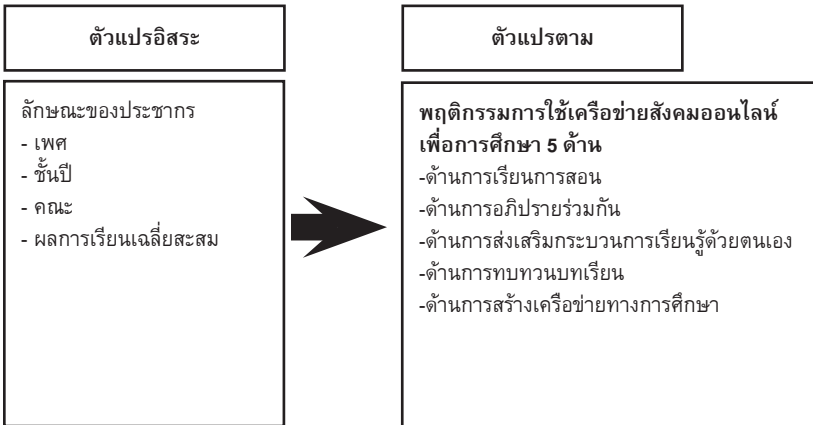 ตัวแปรอิสระ
ลักษณะของประชากร
- เพศ
- ชั้นปี
- คณะ
- ผลการเรียนเฉลี่ยสะสม
ตัวแปรตาม
พฤติกรรมการใช้เครือข่ายสังคมออนไลน์
เพื่อการศึกษา 5 ด้าน
-ด้านการเรียนการสอน
-ด้านการอภิปรายร่วมกัน
-ด้านการส่งเสริมกระบวนการเรียนรู้ด้วยตนเอง
-ด้านการทบทวนบทเรียน
-ด้านการสร้างเครือข่ายทางการศึกษา